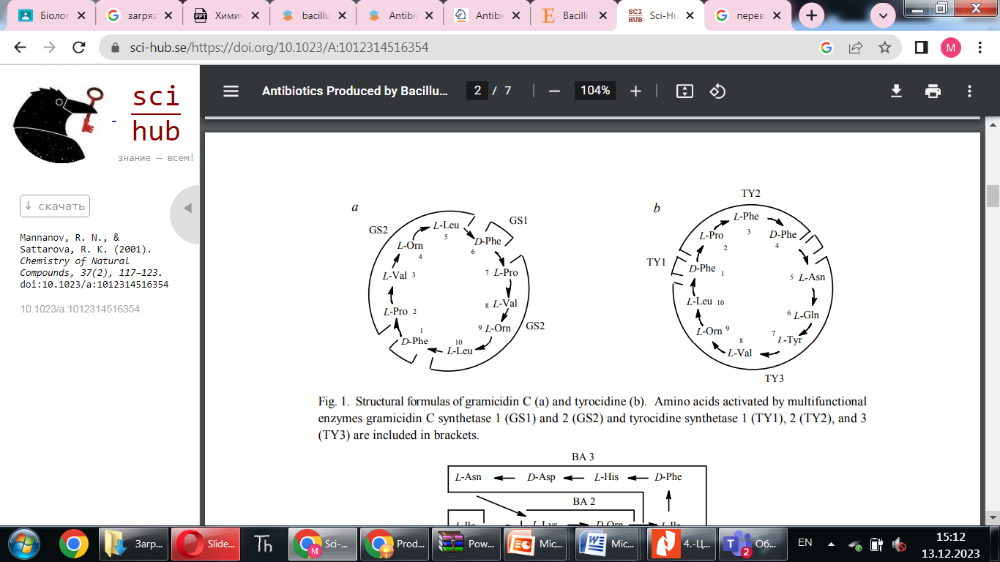 Биолог
загряз
Химич
bacillu
Antibio
Antibio
Bacilli
Sci-Hu
перев
sci-hub.se/https://doi.org/10.1023/A:1012314516354
M
sci
hub
знание — всем!
↓ скачать
Mannanov, R. N., &
Sattarova, R. K. (2001).
Chemistry of Natural
Compounds, 37(2), 117–123.
doi:10.1023/a:1012314516354
10.1023/a:1012314516354
Antibiotics Produced by Bacillu...
2 / 7
104%
a
GS2
GS1
L-Leu
5
D-Phe
6
L-Orn
4
7 L-Pro
L-Val 3
8 L-Val
L-Pro 2
9 L-Orn
GS2
1
D-Phe
10
L-Leu
b
TY2
L-Phe
3
L-Pro
2
D-Phe
4
TY1
D-Phe 1
5 L-Asn
L-Leu 10
6 L-Gln
L-Orn 9
7
L-Tyr
8
L-Val
TY3
Fig. 1. Structural formulas of gramicidin C (a) and tyrocidine (b). Amino acids activated by multifunctional
enzymes gramicidin C synthetase 1 (GS1) and 2 (GS2) and tyrocidine synthetase 1 (TY1), 2 (TY2), and 3
(TY3) are included in brackets.
BA 3
L-Asn D-Asp L-His D-Phe
BA 2
L-Ile L-Lys D-Orn L-Ile
Загр...
Slide...
Th
Sci-...
Prod...
Pow...
Mic...
Mic...
4.-Ц...
Об...
2
EN
15:12
13.12.2023